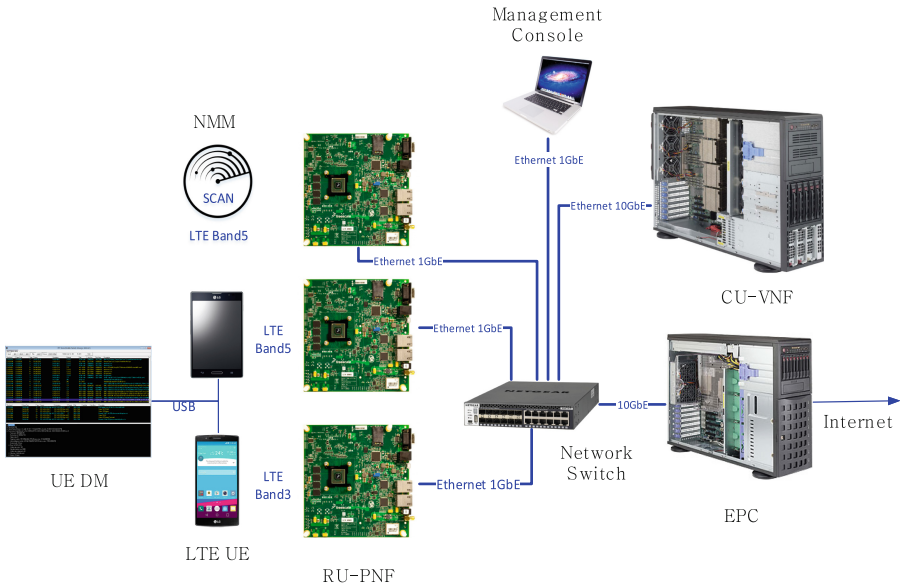 Management
Console
NMM
SCAN
LTE Band5
Ethernet 1GbE
Ethernet 10GbE
Ethernet 1GbE
CU-VNF
LTE
Band5
Ethernet 1GbE
USB
NETGEAR
10GbE
Internet
UE DM
LTE
Band3
Ethernet 1GbE
Network
Switch
LTE UE
EPC
RU-PNF